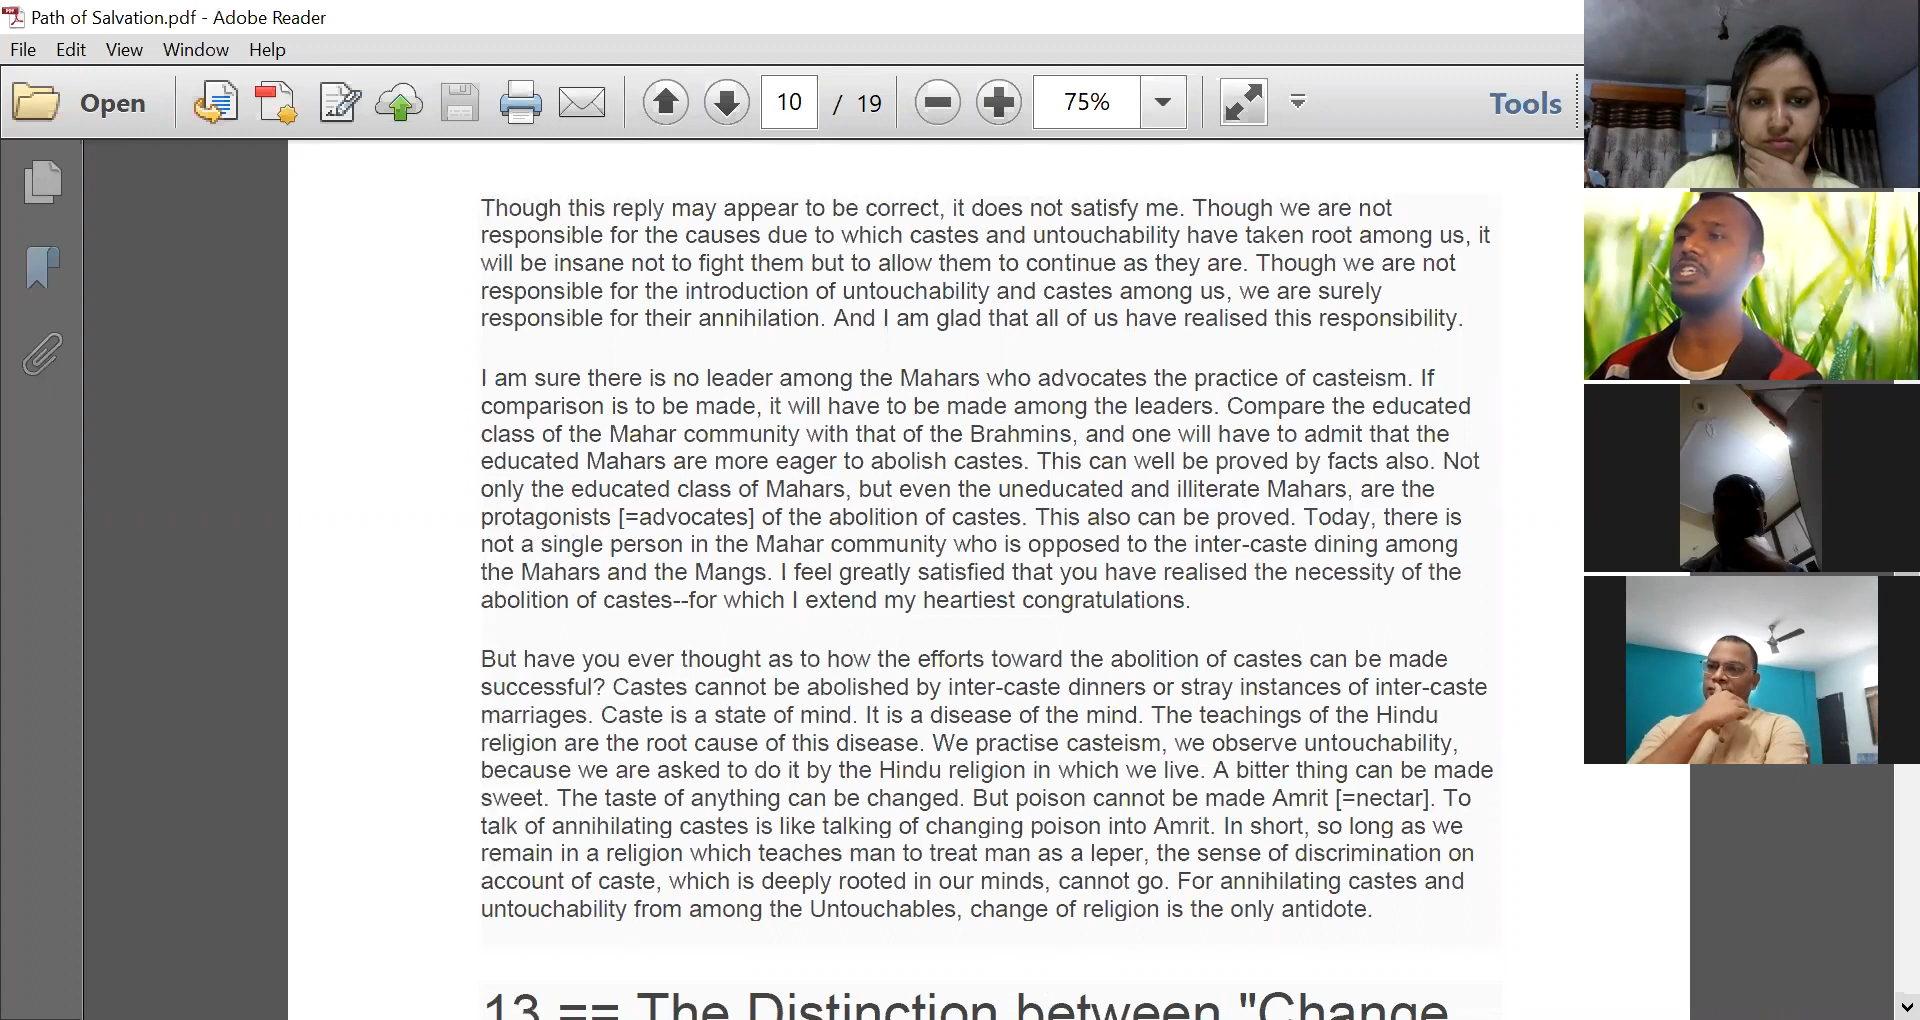 Path of Salvation.pdf - Adobe Reader
File Edit View Window Help
Open 10 / 19 75% Tools
Though this reply may appear to be correct, it does not satisfy me. Though we are not
responsible for the causes due to which castes and untouchability have taken root among us, it
will be insane not to fight them but to allow them to continue as they are. Though we are not
responsible for the introduction of untouchability and castes among us, we are surely
responsible for their annihilation. And I am glad that all of us have realised this responsibility.
I am sure there is no leader among the Mahars who advocates the practice of casteism. If
comparison is to be made, it will have to be made among the leaders. Compare the educated
class of the Mahar community with that of the Brahmins, and one will have to admit that the
educated Mahars are more eager to abolish castes. This can well be proved by facts also. Not
only the educated class of Mahars, but even the uneducated and illiterate Mahars, are the
protagonists [=advocates] of the abolition of castes. This also can be proved. Today, there is
not a single person in the Mahar community who is opposed to the inter-caste dining among
the Mahars and the Mangs. I feel greatly satisfied that you have realised the necessity of the
abolition of castes--for which I extend my heartiest congratulations.
But have you ever thought as to how the efforts toward the abolition of castes can be made
successful? Castes cannot be abolished by inter-caste dinners or stray instances of inter-caste
marriages. Caste is a state of mind. It is a disease of the mind. The teachings of the Hindu
religion are the root cause of this disease. We practise casteism, we observe untouchability,
because we are asked to do it by the Hindu religion in which we live. A bitter thing can be made
sweet. The taste of anything can be changed. But poison cannot be made Amrit [=nectar]. To
talk of annihilating castes is like talking of changing poison into Amrit. In short, so long as we
remain in a religion which teaches man to treat man as a leper, the sense of discrimination on
account of caste, which is deeply rooted in our minds, cannot go. For annihilating castes and
untouchability from among the Untouchables, change of religion is the only antidote.
13 == The Distinction between "Change